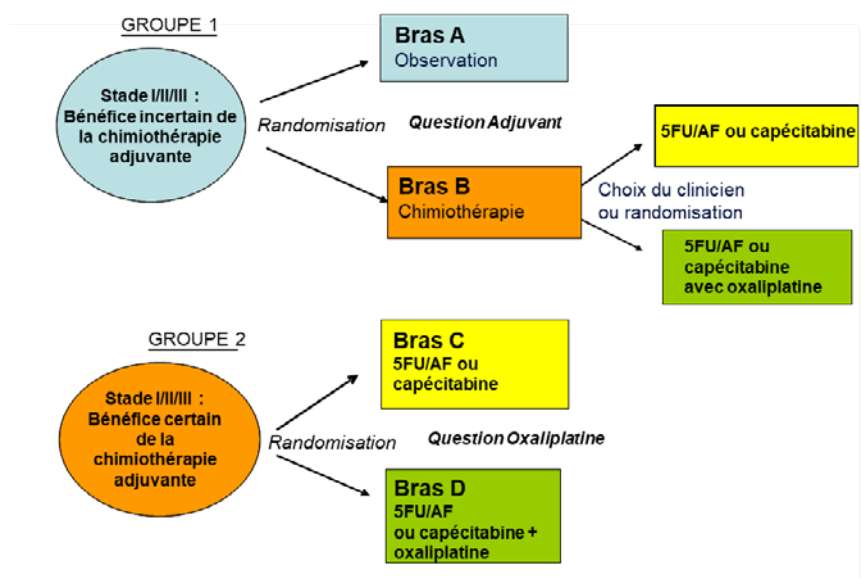 GROUPE 1
Stade I/II/III :
Bénéfice incertain de
la chimiothérapie
adjuvante
Randomisation
Bras A
Observation
Question Adjuvant
Bras B
Chimiothérapie
5FU/AF ou capécitabine
Choix du clinicien
ou randomisation
5FU/AF ou
capécitabine
avec oxaliplatine
GROUPE 2
Stade I/II/III :
Bénéfice certain
de la
chimiothérapie
adjuvante
Randomisation
Bras C
5FU/AF ou
capécitabine
Question Oxaliplatine
Bras D
5FU/AF
ou capécitabine +
oxaliplatine